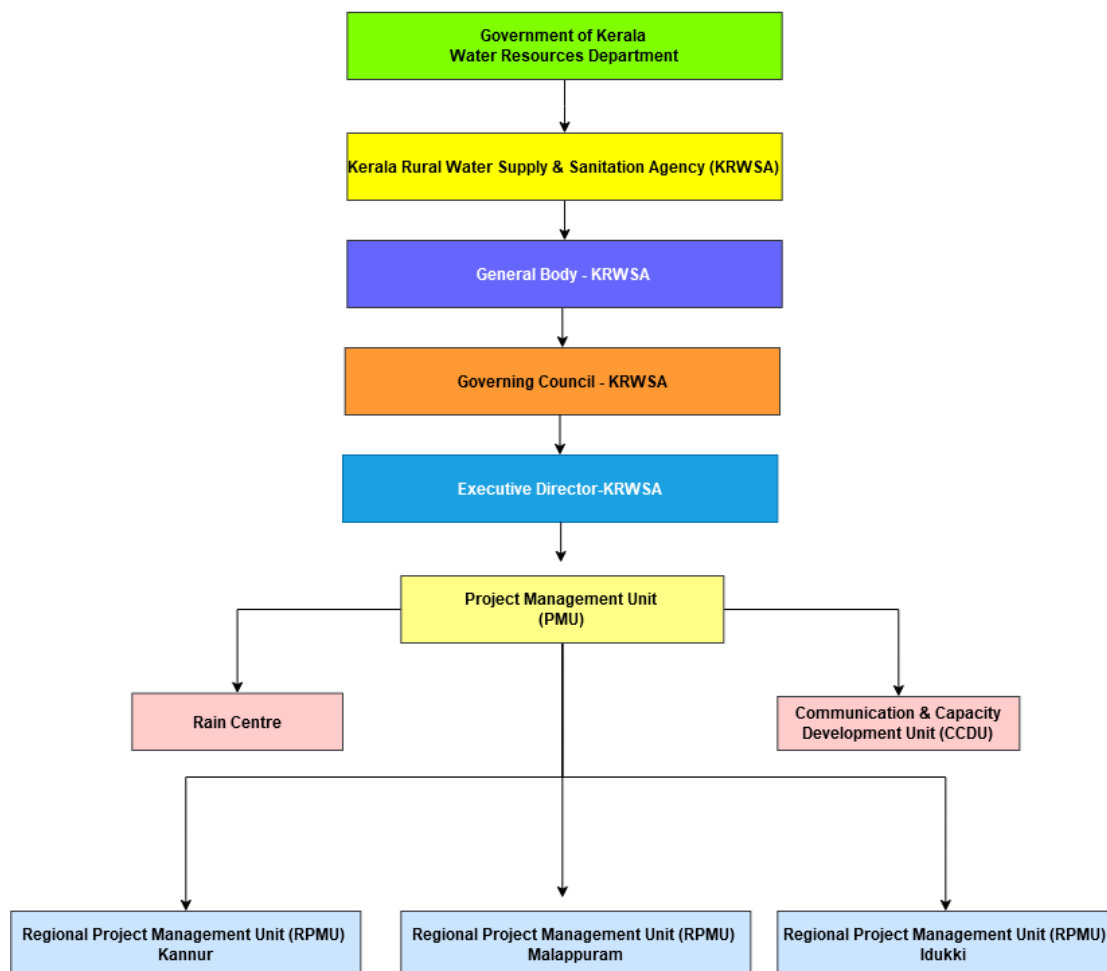 Government of Kerala
Water Resources Department
Kerala Rural Water Supply & Sanitation Agency (KRWSA)
General Body - KRWSA
Governing Council - KRWSA
Executive Director-KRWSA
Project Management Unit
(PMU)
Rain Centre
Communication & Capacity
Development Unit (CCDU)
Regional Project Management Unit (RPMU)
Kannur
Regional Project Management Unit (RPMU)
Malappuram
Regional Project Management Unit (RPMU)
Idukki